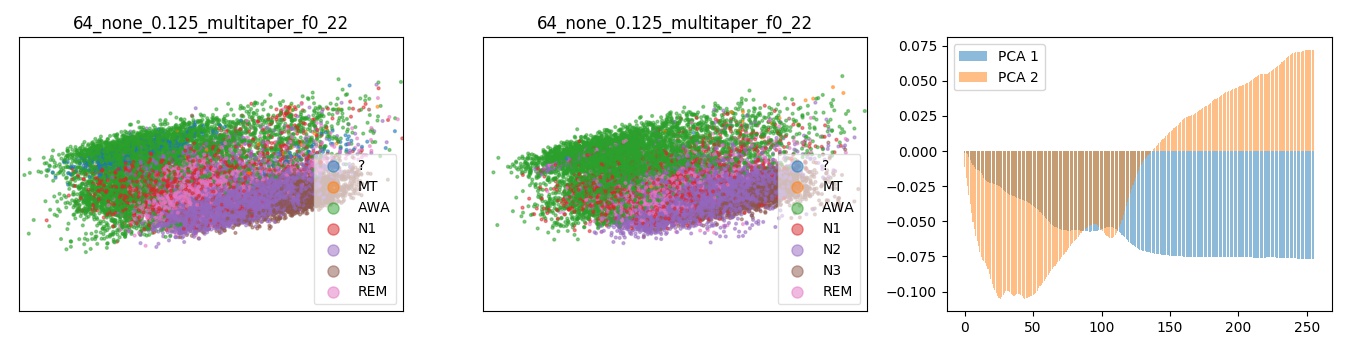 64_none_0.125_multitaper_f0_22
?
MT
AWA
N1
N2
N3
REM
64_none_0.125_multitaper_f0_22
?
MT
AWA
N1
N2
N3
REM
PCA 1
PCA 2
0.075
0.050
0.025
0.000
−0.025
−0.050
−0.075
−0.100
0 50 100 150 200 250